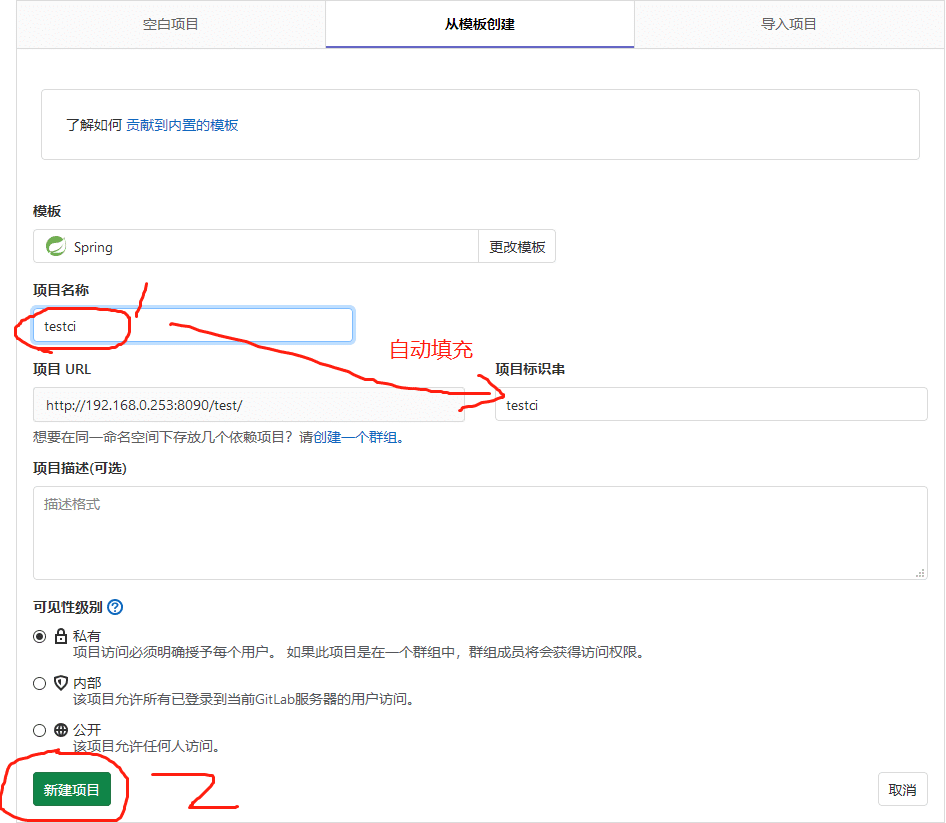 空白项目 从模板创建 导入项目
了解如何 贡献到内置的模板
模板
Spring 更改模板
项目名称
1
testci
自动填充
项目 URL 项目标识串
http://192.168.0.253:8090/test/ testci
想要在同一命名空间下存放几个依赖项目？请创建一个群组。
项目描述(可选)
描述格式
可见性级别 ?
私有
项目访问必须明确授予每个用户。 如果此项目是在一个群组中，群组成员将会获得访问权限。
内部
该项目允许所有已登录到当前GitLab服务器的用户访问。
公开
该项目允许任何人访问。
新建项目 2 取消